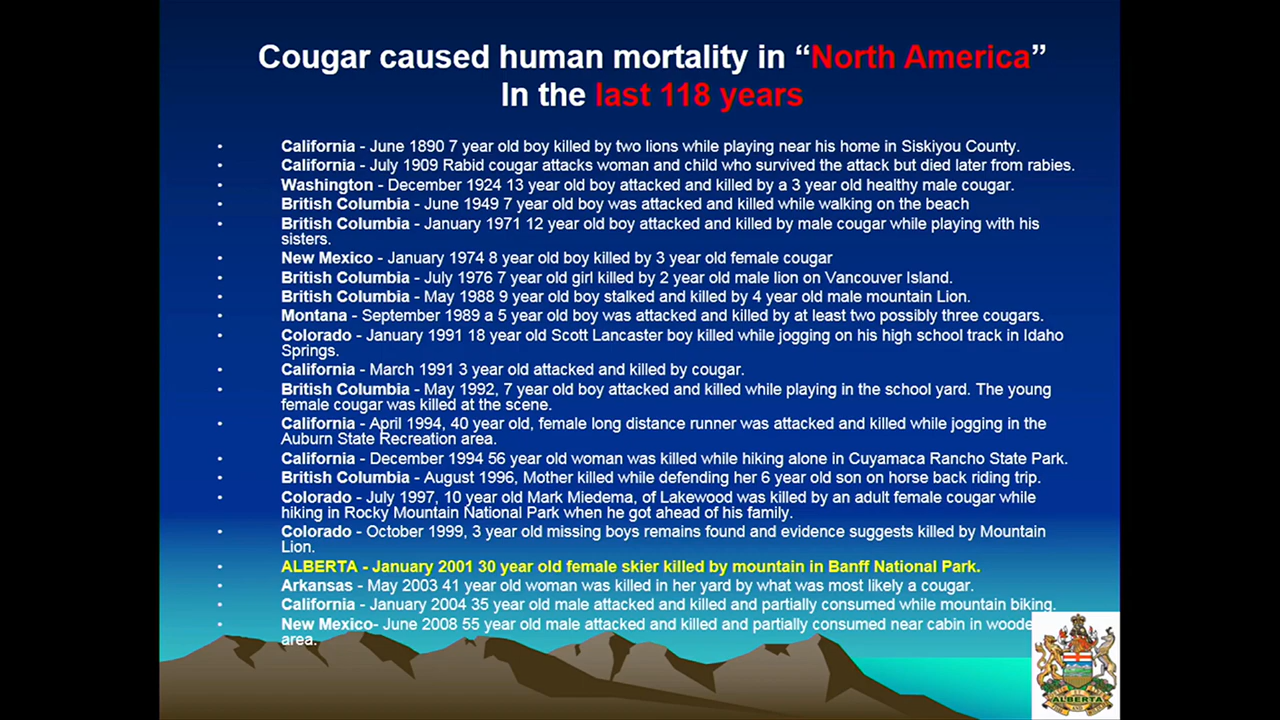 Cougar caused human mortality in “North America”
In the last 118 years
• California - June 1890 7 year old boy killed by two lions while playing near his home in Siskiyou County.
• California - July 1909 Rabid cougar attacks woman and child who survived the attack but died later from rabies.
• Washington - December 1924 13 year old boy attacked and killed by a 3 year old healthy male cougar.
• British Columbia - June 1949 7 year old boy was attacked and killed while walking on the beach
• British Columbia - January 1971 12 year old boy attacked and killed by male cougar while playing with his
sisters.
• New Mexico - January 1974 8 year old boy killed by 3 year old female cougar
• British Columbia - July 1976 7 year old girl killed by 2 year old male lion on Vancouver Island.
• British Columbia - May 1988 9 year old boy stalked and killed by 4 year old male mountain Lion.
• Montana - September 1989 a 5 year old boy was attacked and killed by at least two possibly three cougars.
• Colorado - January 1991 18 year old Scott Lancaster boy killed while jogging on his high school track in Idaho
Springs.
• California - March 1991 3 year old attacked and killed by cougar.
• British Columbia - May 1992, 7 year old boy attacked and killed while playing in the school yard. The young
female cougar was killed at the scene.
• California - April 1994, 40 year old, female long distance runner was attacked and killed while jogging in the
Auburn State Recreation area.
• California - December 1994 56 year old woman was killed while hiking alone in Cuyamaca Rancho State Park.
• British Columbia - August 1996, Mother killed while defending her 6 year old son on horse back riding trip.
• Colorado - July 1997, 10 year old Mark Miedema, of Lakewood was killed by an adult female cougar while
hiking in Rocky Mountain National Park when he got ahead of his family.
• Colorado - October 1999, 3 year old missing boys remains found and evidence suggests killed by Mountain
Lion.
• ALBERTA - January 2001 30 year old female skier killed by mountain in Banff National Park.
• Arkansas - May 2003 41 year old woman was killed in her yard by what was most likely a cougar.
• California - January 2004 35 year old male attacked and killed and partially consumed while mountain biking.
• New Mexico- June 2008 55 year old male attacked and killed and partially consumed near cabin in woode
area.
ALBERTA